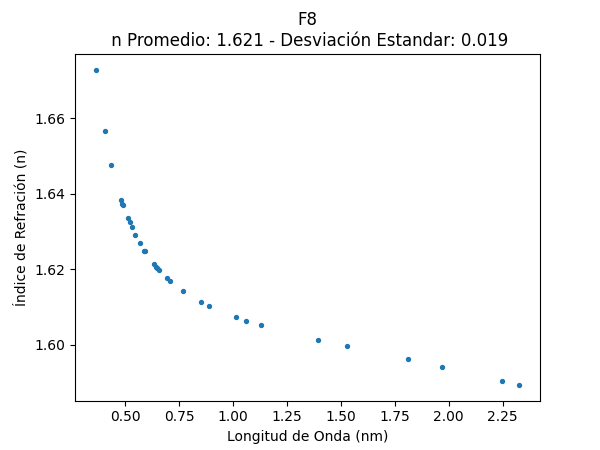 F8
n Promedio: 1.621 - Desviación Estandar: 0.019
Índice de Refración (n)
1.66
1.64
1.62
1.60
0.50 0.75 1.00 1.25 1.50 1.75 2.00 2.25
Longitud de Onda (nm)